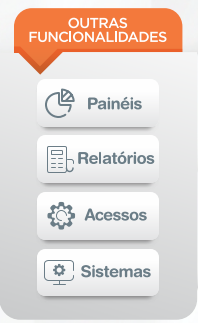 OUTRAS
FUNCIONALIDADES
Painéis
Relatórios
Acessos
Sistemas